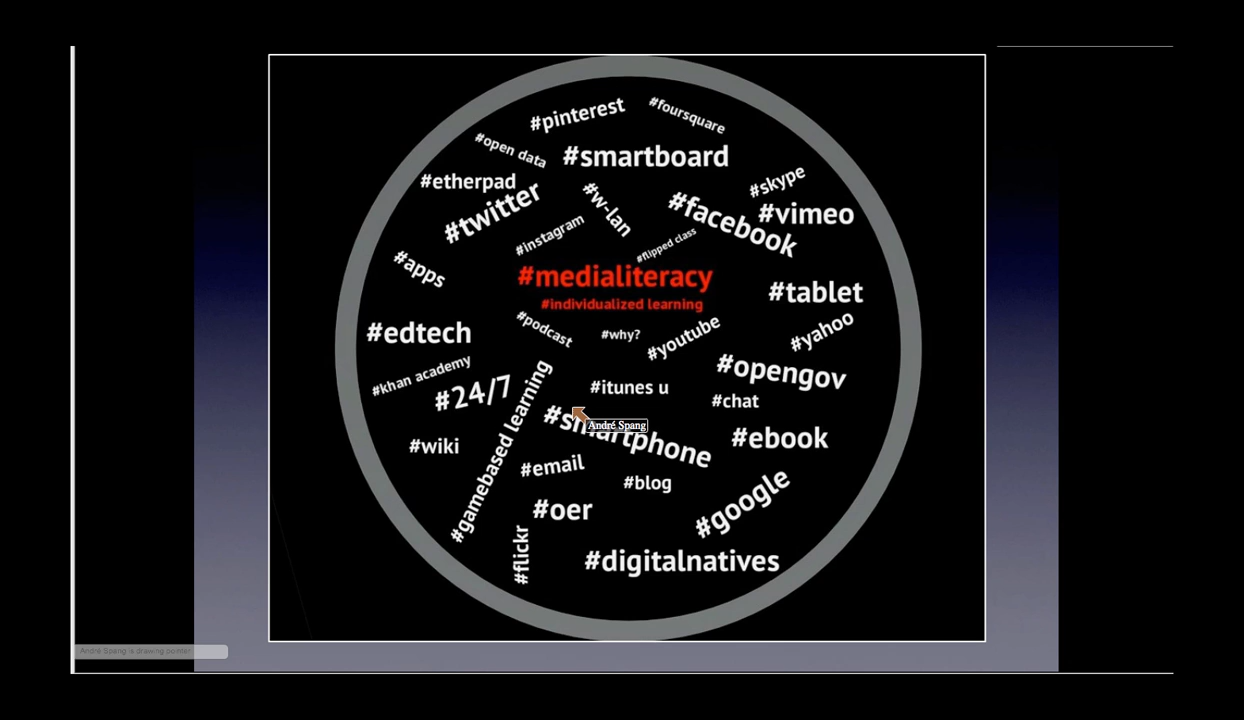 #pinterest
#foursquare
#open data
#smartboard
#etherpad
#skype
#twitter
#w-lan
#facebook
#vimeo
#instagram
#flipped class
#apps
#medialiteracy
#tablet
#individualized learning
#edtech
#podcast
#why?
#youtube
#yahoo
#khan academy
#24/7
#opengov
#itunes u
#chat
#gamebased learning
#smartphone
André Spang
#wiki
#ebook
#email
#blog
#google
#oer
#flickr
#digitalnatives
André Spang is drawing pointer